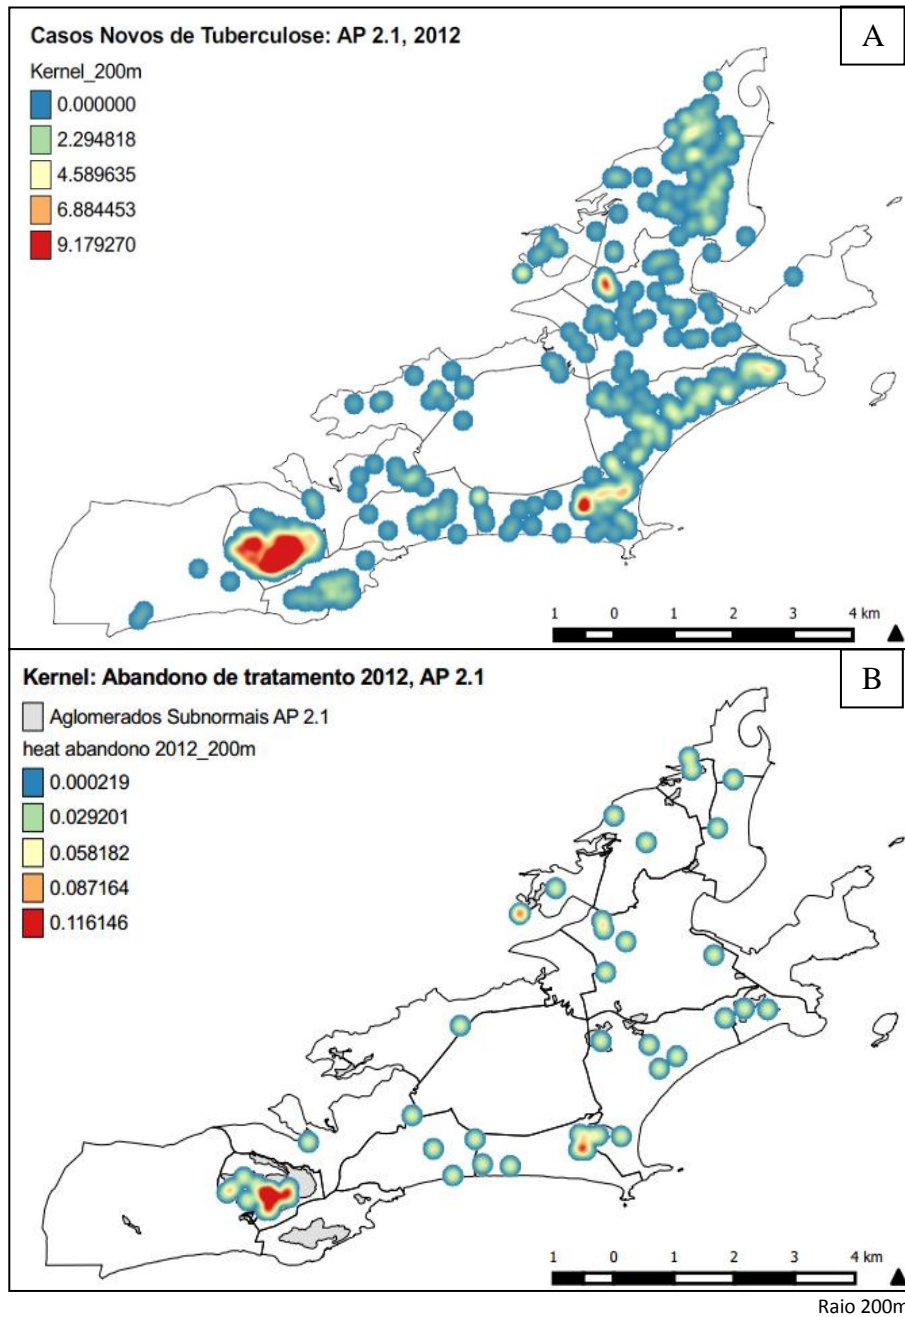 A
Casos Novos de Tuberculose: AP 2.1, 2012
Kernel_200m
0.000000
2.294818
4.589635
6.884453
9.179270
1 0 1 2 3 4 km
B
Kernel: Abandono de tratamento 2012, AP 2.1
Aglomerados Subnormais AP 2.1
heat abandono 2012_200m
0.000219
0.029201
0.058182
0.087164
0.116146
1 0 1 2 3 4 km
Raio 200m